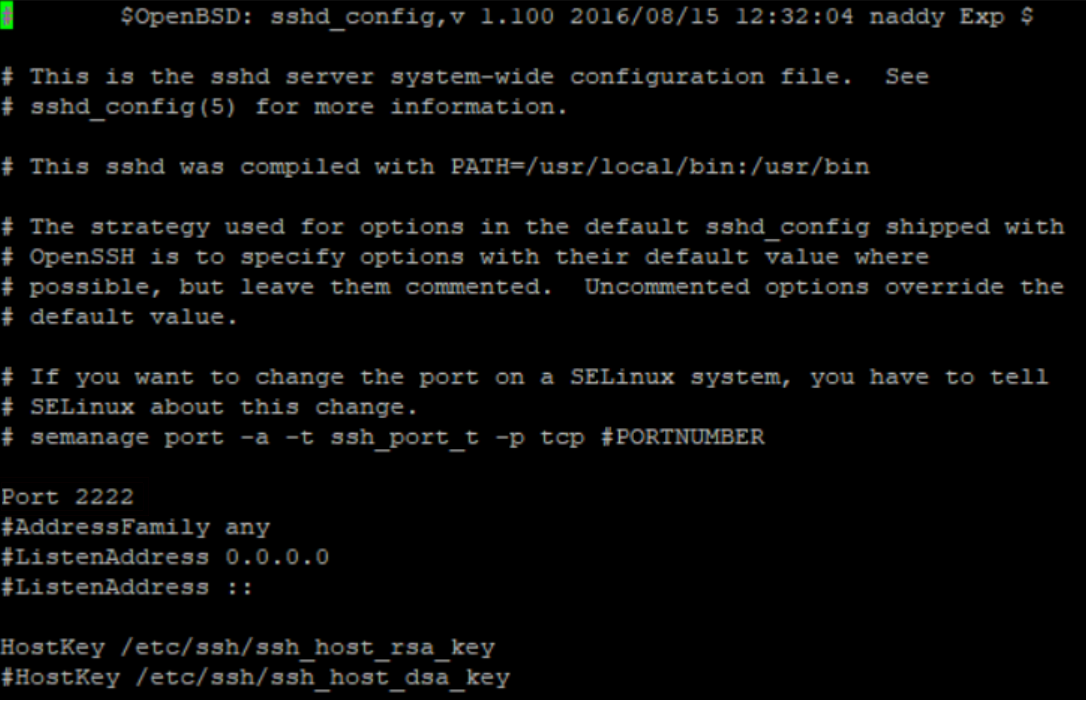 #       $OpenBSD: sshd_config,v 1.100 2016/08/15 12:32:04 naddy Exp $
# This is the sshd server system-wide configuration file.  See
# sshd_config(5) for more information.
# This sshd was compiled with PATH=/usr/local/bin:/usr/bin
# The strategy used for options in the default sshd_config shipped with
# OpenSSH is to specify options with their default value where
# possible, but leave them commented.  Uncommented options override the
# default value.
# If you want to change the port on a SELinux system, you have to tell
# SELinux about this change.
# semanage port -a -t ssh_port_t -p tcp #PORTNUMBER
Port 2222
#AddressFamily any
#ListenAddress 0.0.0.0
#ListenAddress ::
HostKey /etc/ssh/ssh_host_rsa_key
#HostKey /etc/ssh/ssh_host_dsa_key